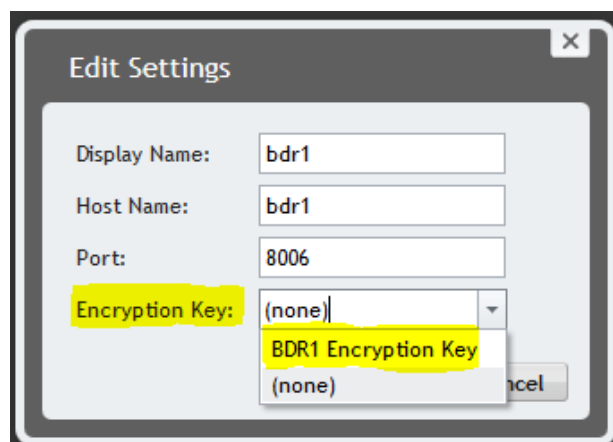 Edit Settings
Display Name: bdr1
Host Name: bdr1
Port: 8006
Encryption Key: (none)
BDR1 Encryption Key
(none)
ncel